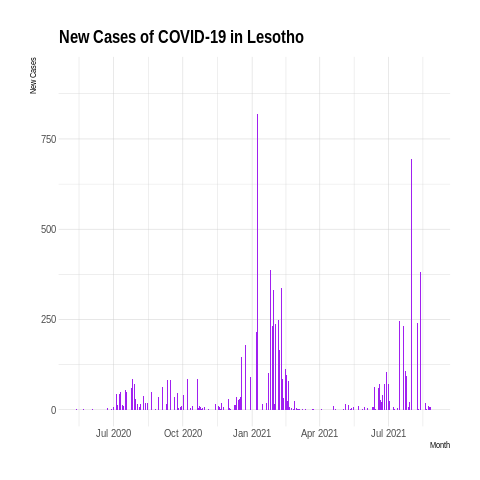 New Cases of COVID-19 in Lesotho
New Cases
750
500
250
0
Jul 2020
Oct 2020
Jan 2021
Apr 2021
Jul 2021
Month